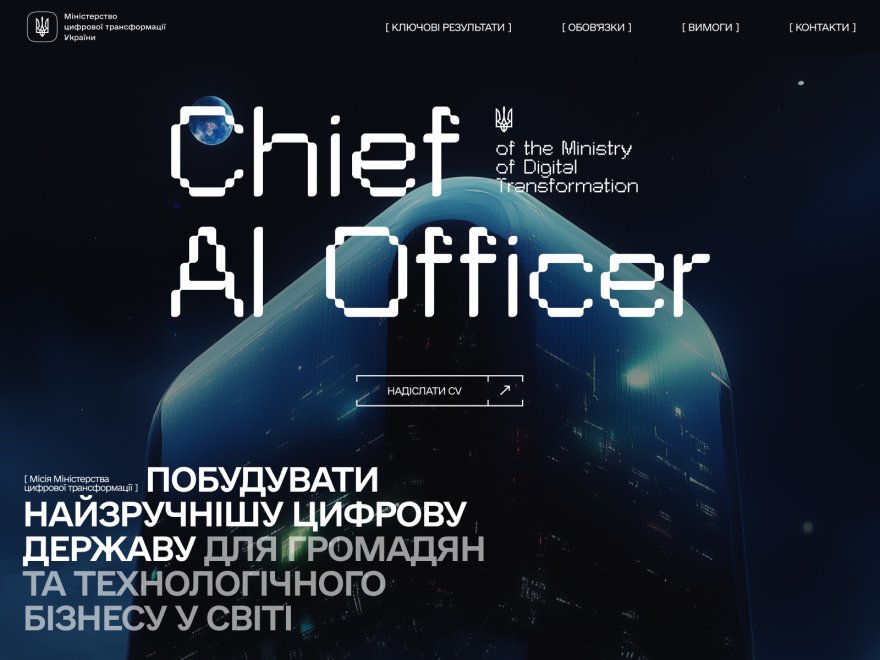 Міністерство
цифрової трансформації
України
[ КЛЮЧОВІ РЕЗУЛЬТАТИ ]
[ ОБОВ'ЯЗКИ ]
[ ВИМОГИ ]
[ КОНТАКТИ ]
Chief
of the Ministry
of Digital
Transformation
AI Officer
НАДІСЛАТИ CV
[ Місія Міністерства
цифрової трансформації ]
ПОБУДУВАТИ
НАЙЗРУЧНІШУ ЦИФРОВУ
ДЕРЖАВУ ДЛЯ ГРОМАДЯН
ТА ТЕХНОЛОГІЧНОГО
БІЗНЕСУ У СВІТІ